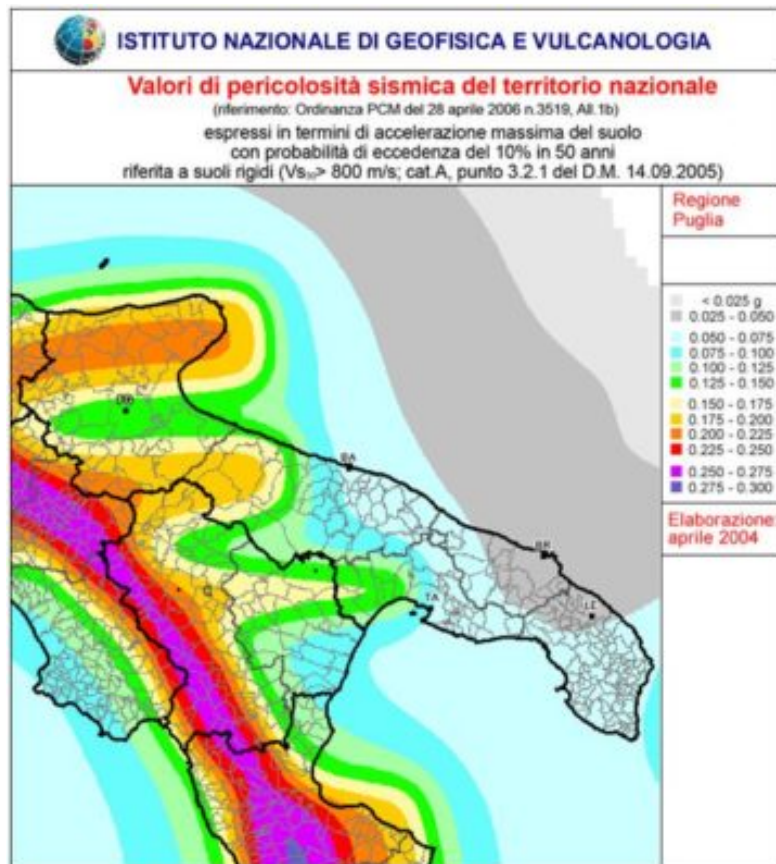 ISTITUTO NAZIONALE DI GEOFISICA E VULCANOLOGIA
Valori di pericolosità sismica del territorio nazionale
(riferimento: Ordinanza PCM del 28 aprile 2006 n.3519, All.1b)
espressi in termini di accelerazione massima del suolo
con probabilità di eccedenza del 10% in 50 anni
riferita a suoli rigidi (Vs₃₀> 800 m/s; cat.A, punto 3.2.1 del D.M. 14.09.2005)
Regione
Puglia
< 0.025 g
0.025 - 0.050
0.050 - 0.075
0.075 - 0.100
0.100 - 0.125
0.125 - 0.150
0.150 - 0.175
0.175 - 0.200
0.200 - 0.225
0.225 - 0.250
0.250 - 0.275
0.275 - 0.300
Elaborazione:
aprile 2004
BA
BR
TA